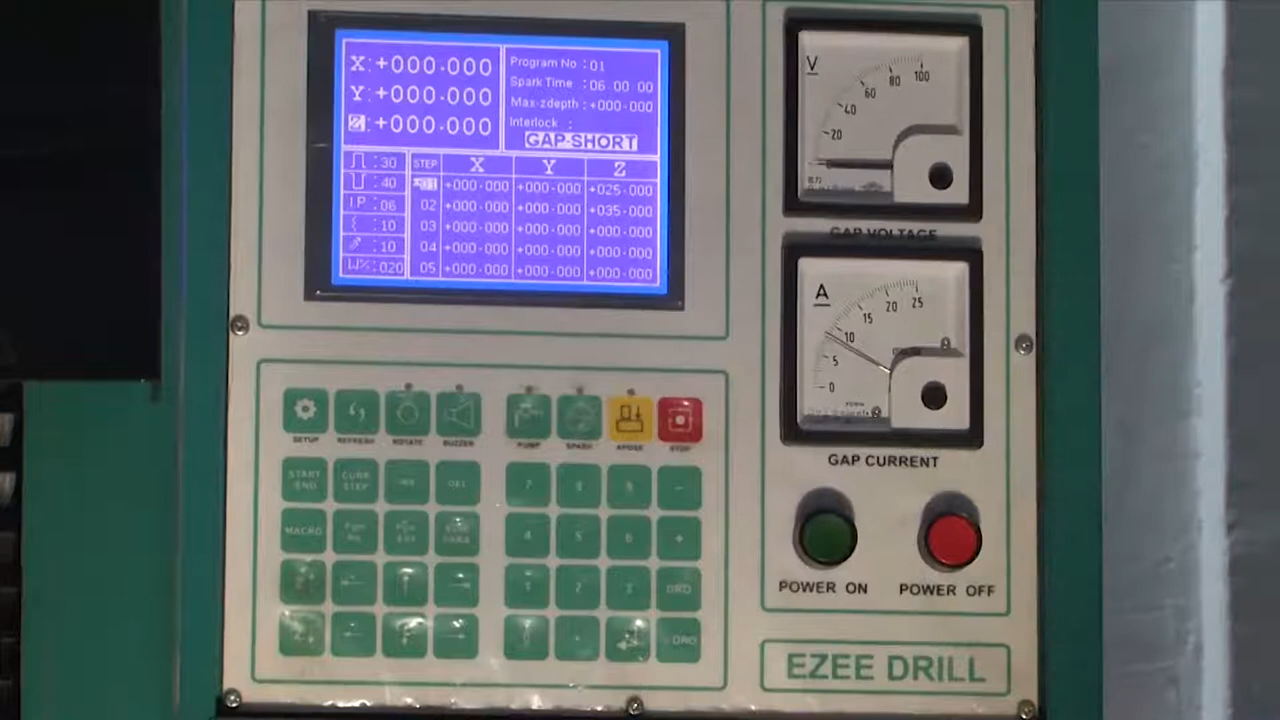 X:+000.000
Y:+000.000
Z:+000.000
Program No :01
Spark Time :06 00 00
Max-zdepth :+000-000
Interlock :
GAP-SHORT
:30
:40
I.P :06
:10
:10
W%:020
STEP X Y Z
01 +000-000 +000-000 +025-000
02 +000-000 +000-000 +035-000
03 +000-000 +000-000 +000-000
04 +000-000 +000-000 +000-000
05 +000-000 +000-000 +000-000
V
20 40 60 80 100
GAP VOLTAGE
A
0 5 10 15 20 25
GAP CURRENT
POWER ON POWER OFF
EZEE DRILL
SETUP REFRESH ROTATE BUZZER PUMP SPARK STOP
START END CURR STEP DEL 7 8 9 -
MACRO 4 5 6 +
1 2 3 DRO